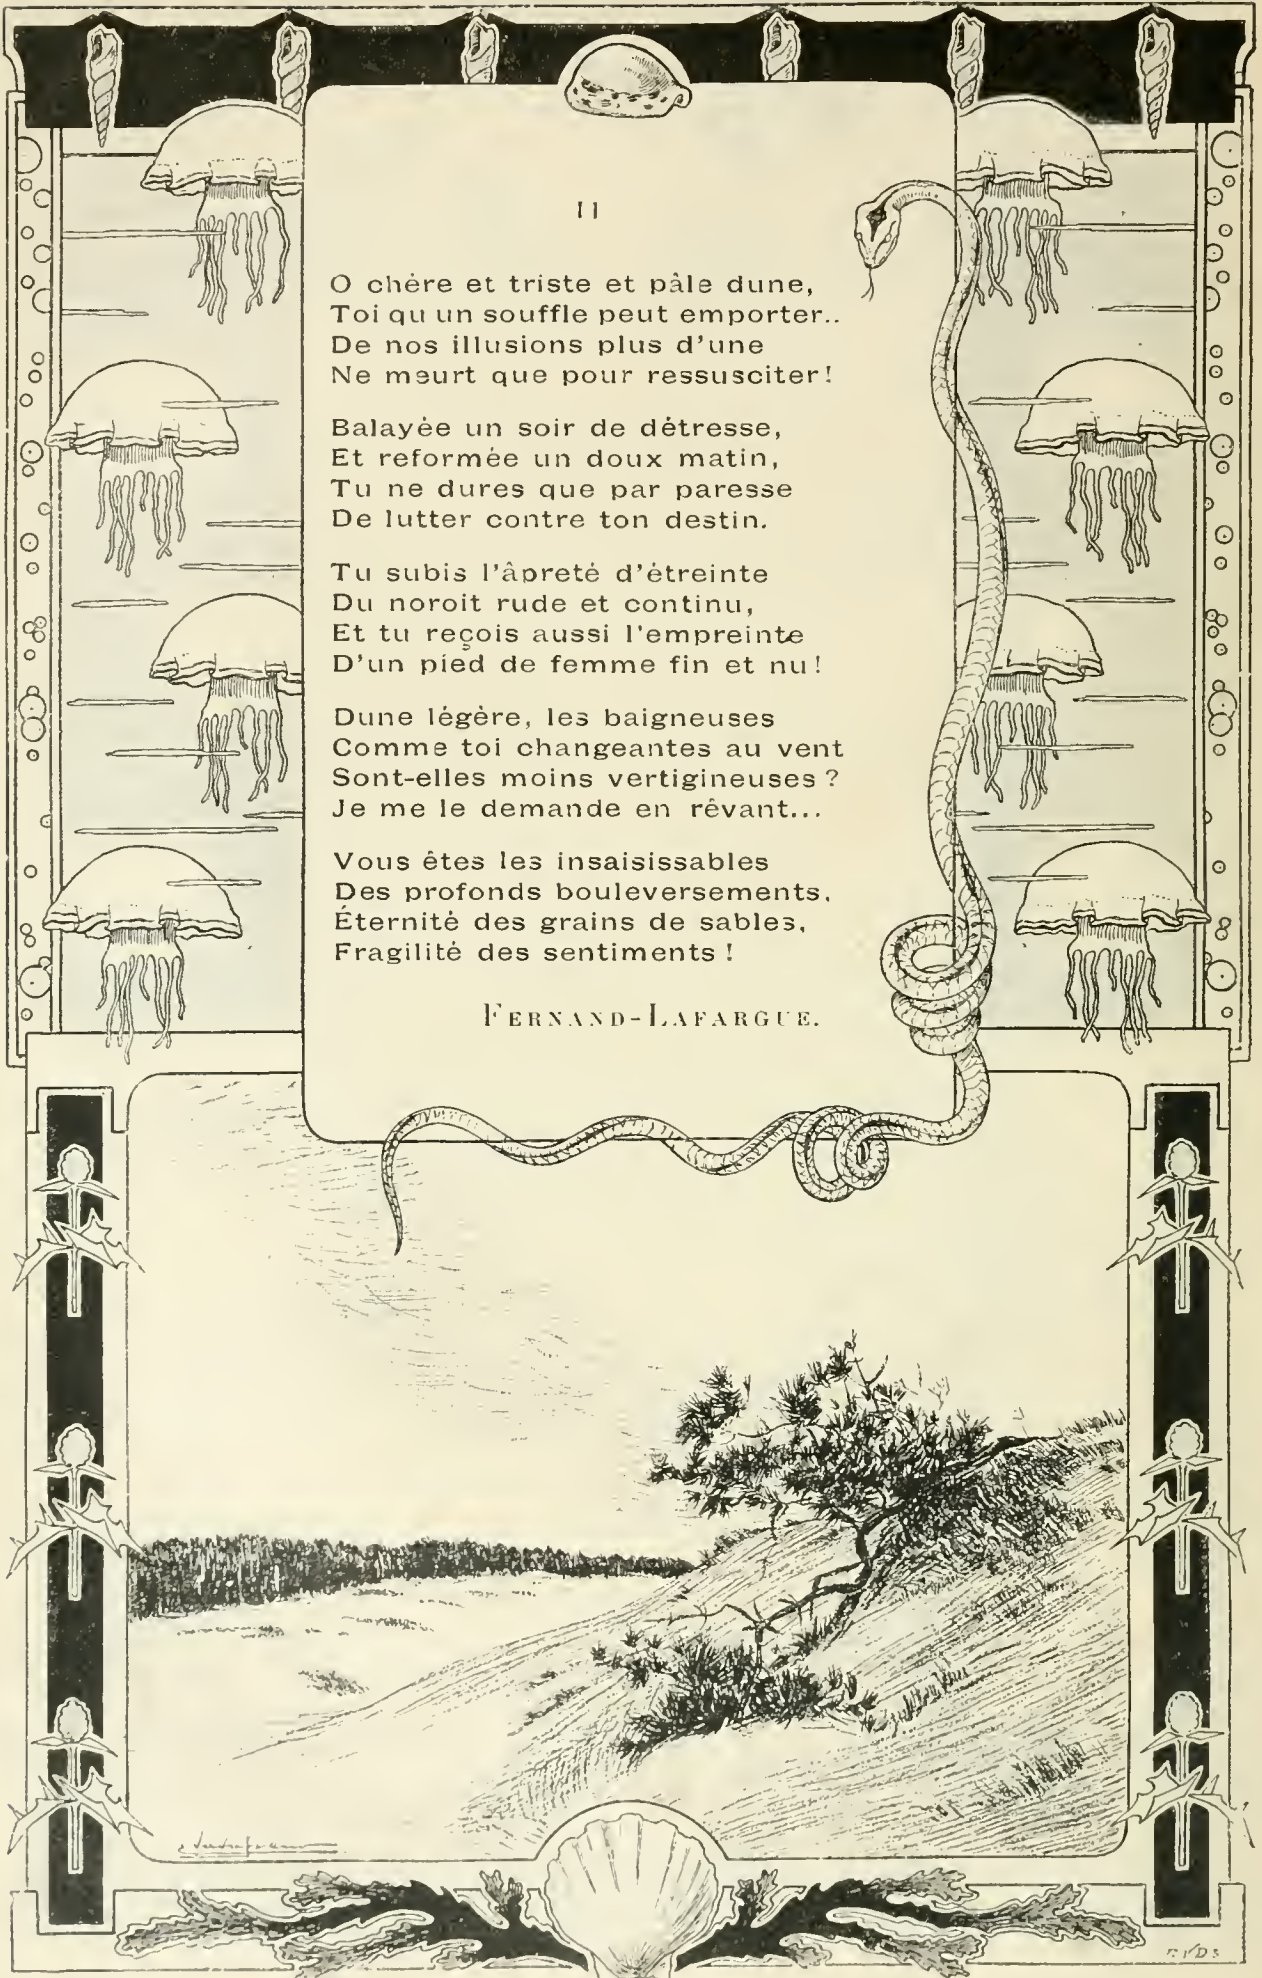 II
O chère et triste et pâle dune,
Toi qu un souffle peut emporter..
De nos illusions plus d'une
Ne meurt que pour ressusciter!
Balayée un soir de détresse,
Et reformée un doux matin,
Tu ne dures que par paresse
De lutter contre ton destin.
Tu subis l'âpreté d'étreinte
Du noroit rude et continu,
Et tu reçois aussi l'empreinte
D'un pied de femme fin et nu!
Dune légère, les baigneuses
Comme toi changeantes au vent
Sont-elles moins vertigineuses?
Je me le demande en rêvant...
Vous êtes les insaisissables
Des profonds bouleversements,
Éternité des grains de sables,
Fragilité des sentiments!
FERNAND-LAFARGUE.